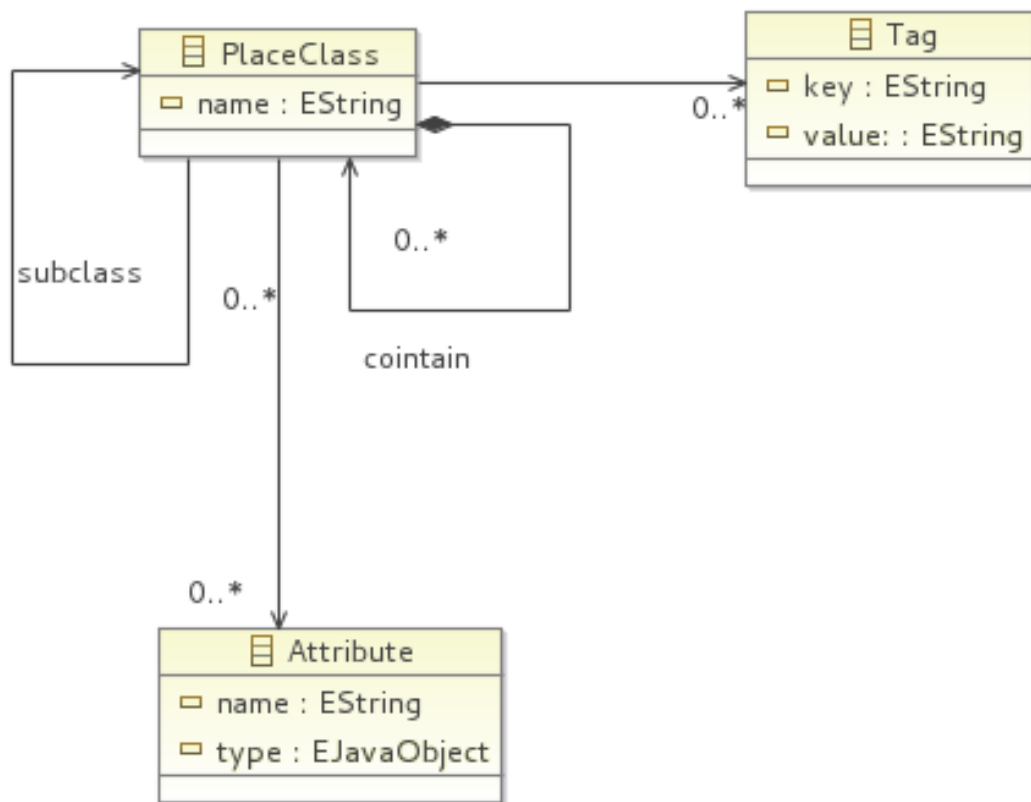 PlaceClass
name : EString
Tag
key : EString
value: : EString
0..*
0..*
subclass
0..*
cointain
0..*
Attribute
name : EString
type : EJavaObject